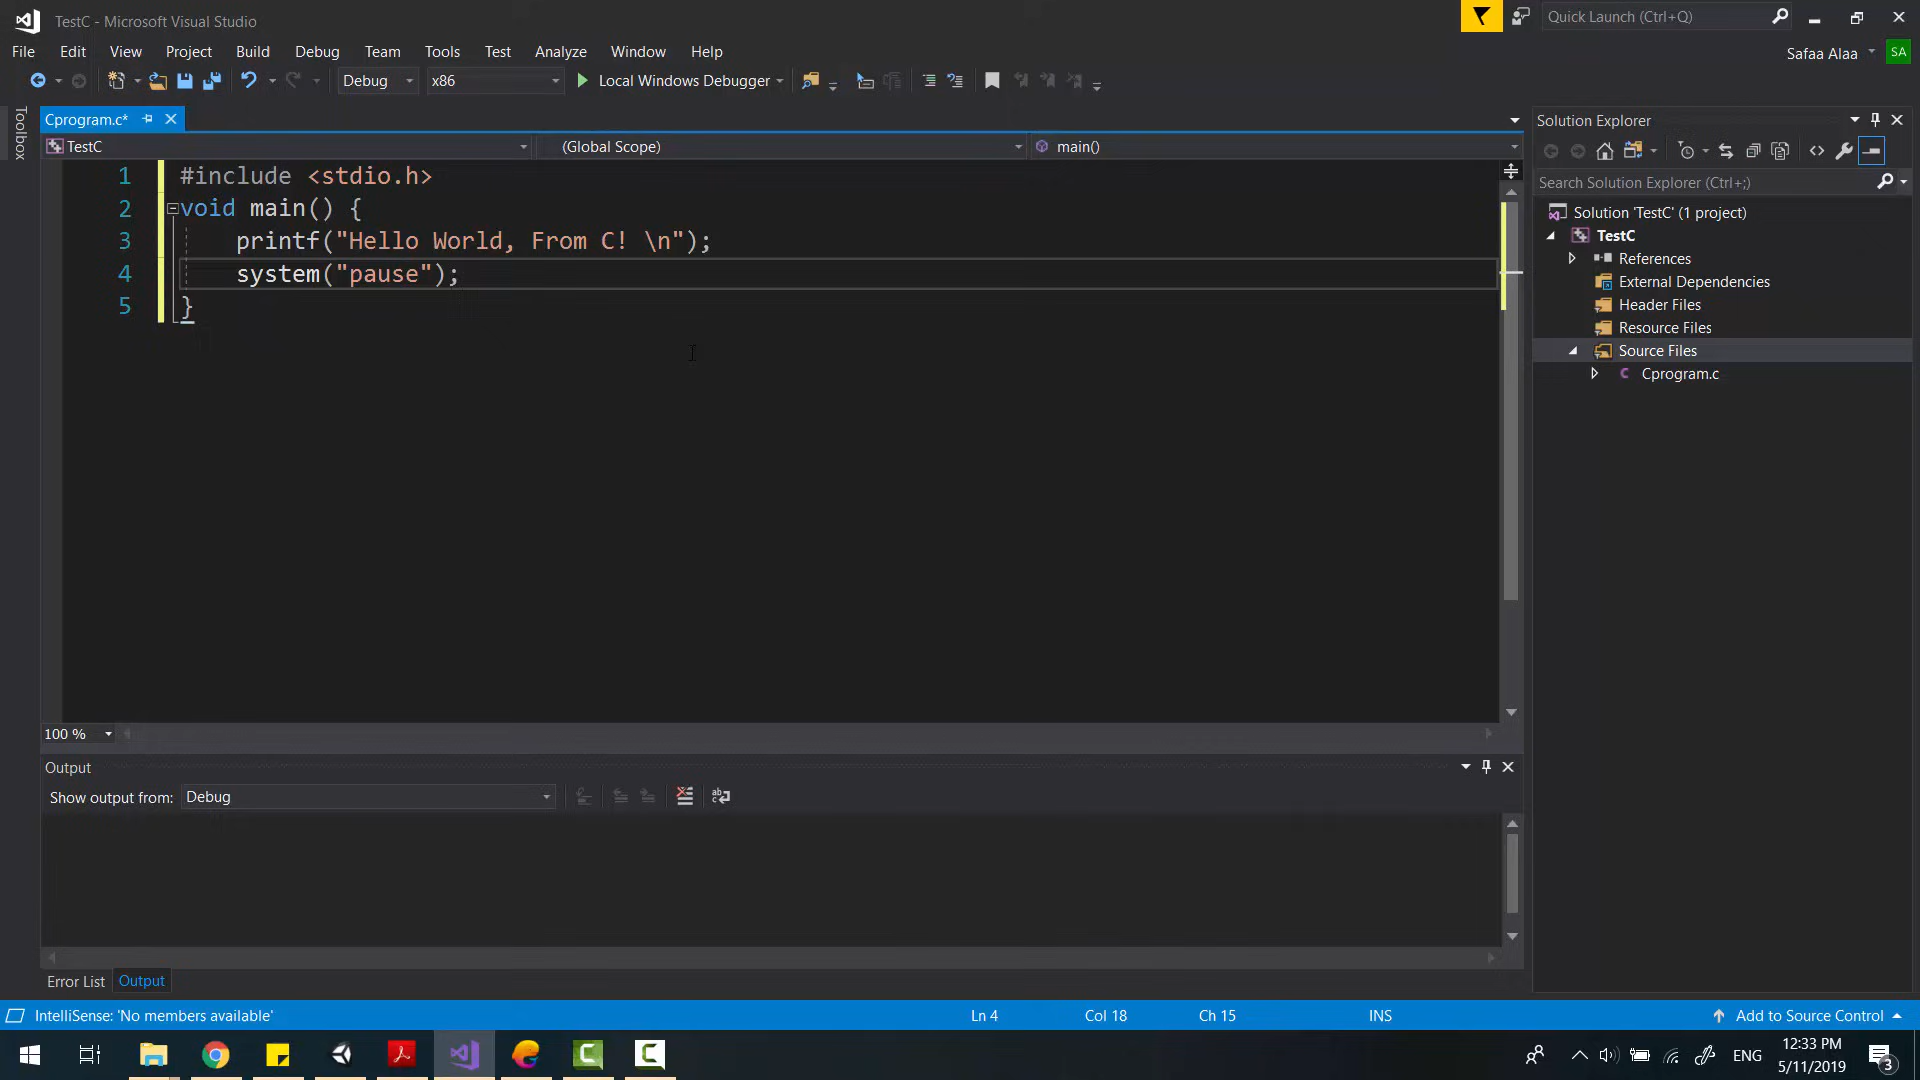 TestC - Microsoft Visual Studio
Quick Launch (Ctrl+Q)
File Edit View Project Build Debug Team Tools Test Analyze Window Help
Safaa Alaa SA
Debug x86 Local Windows Debugger
Toolbox
Cprogram.c*
TestC (Global Scope) main()
1 #include <stdio.h>
2 void main() {
3 printf("Hello World, From C! \n");
4 system("pause");
5 }
100 %
Solution Explorer
Search Solution Explorer (Ctrl+;)
Solution 'TestC' (1 project)
TestC
References
External Dependencies
Header Files
Resource Files
Source Files
Cprogram.c
Output
Show output from: Debug
Error List Output
IntelliSense: 'No members available' Ln 4 Col 18 Ch 15 INS Add to Source Control
ENG 12:33 PM
5/11/2019
3